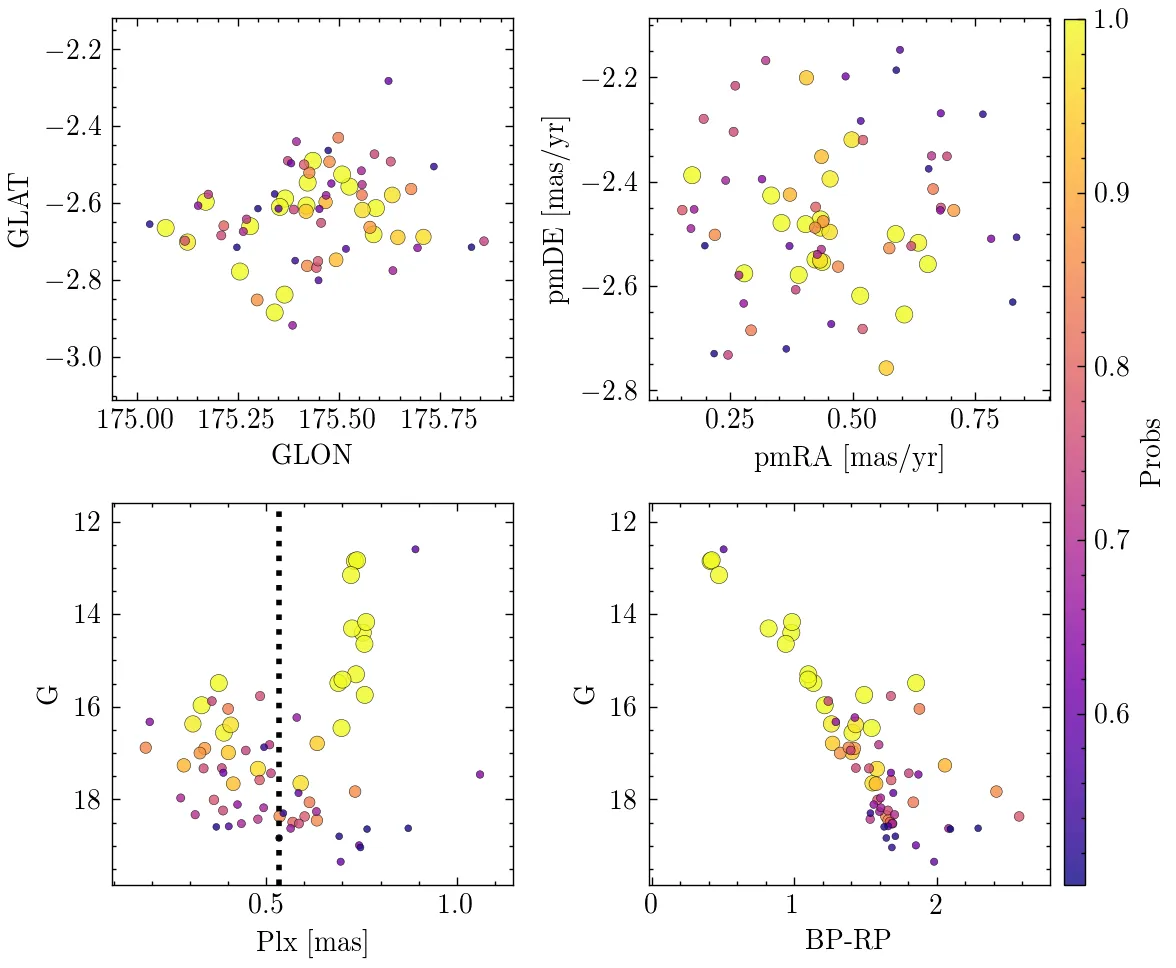 −2.2
−2.4
−2.6
−2.8
−3.0
GLAT
175.00 175.25 175.50 175.75
GLON
−2.2
−2.4
−2.6
−2.8
pmDE [mas/yr]
0.25 0.50 0.75
pmRA [mas/yr]
1.0
0.9
0.8
0.7
0.6
Probs
12
14
16
18
G
0.5 1.0
Plx [mas]
12
14
16
18
G
0 1 2
BP-RP